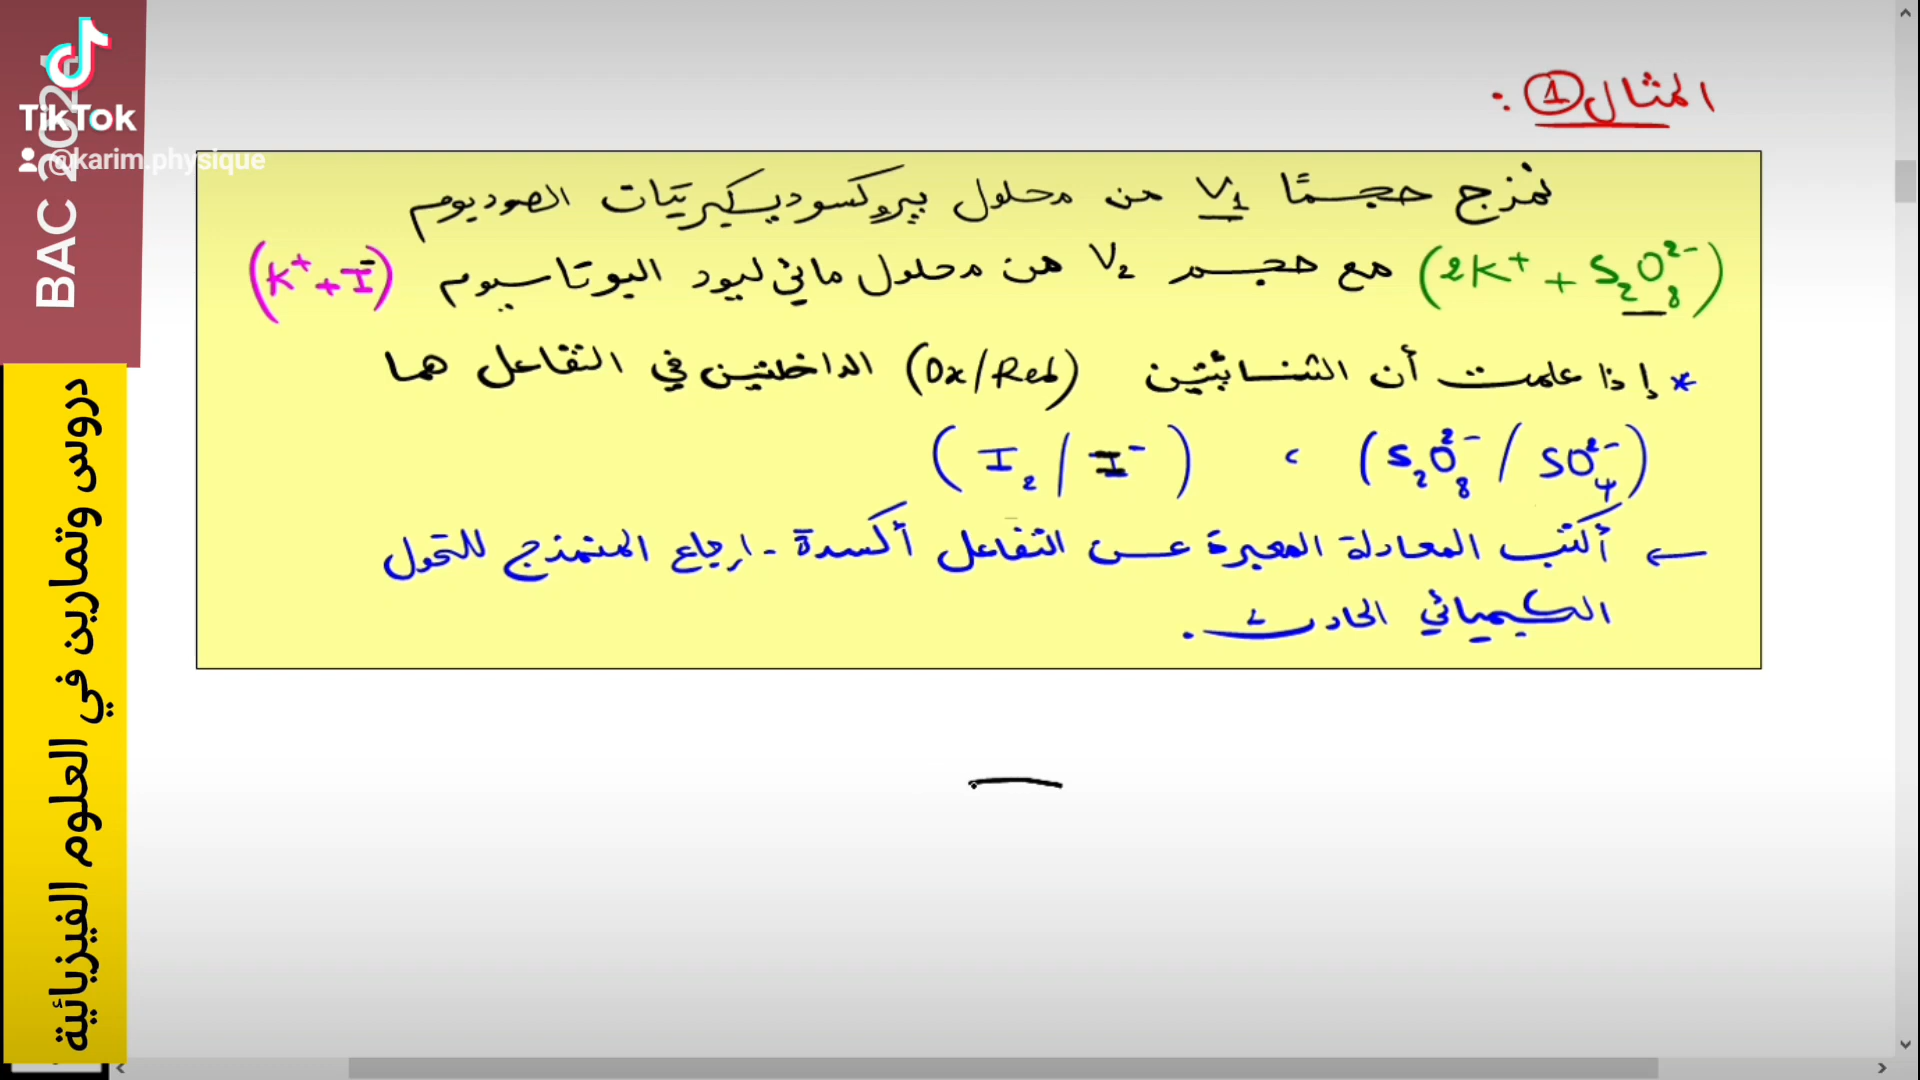 TikTok
@karim.physique
BAC 2024
دروس وتمارين في العلوم الفيزيائية
المثال ① :
نمزج حجمًا V₁ من محلول بيروكسوديكبريتات الصوديوم
(2K⁺ + S₂O₈²⁻) مع حجم V₂ من محلول مائي ليود البوتاسيوم (K⁺ + I⁻)
* إذا علمت أن الثنائيتين (Ox/Red) الداخلتين في التفاعل هما
(S₂O₈²⁻ / SO₄²⁻) ، (I₂ / I⁻)
← أكتب المعادلة المعبرة عن التفاعل أكسدة - ارجاع المنمذج للتحول
الكيميائي الحادث .